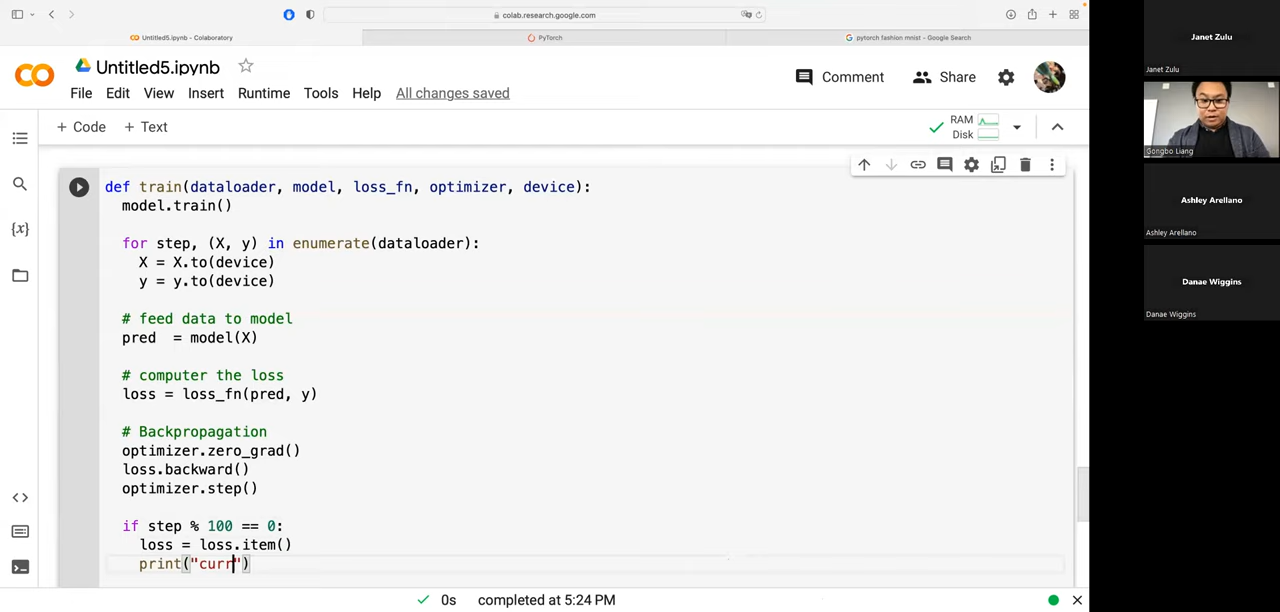 colab.research.google.com
Untitled5.ipynb - Colaboratory
PyTorch
pytorch fashion mnist - Google Search
Untitled5.ipynb
File Edit View Insert Runtime Tools Help All changes saved
Comment
Share
+ Code + Text
RAM
Disk
def train(dataloader, model, loss_fn, optimizer, device):
model.train()
for step, (X, y) in enumerate(dataloader):
X = X.to(device)
y = y.to(device)
# feed data to model
pred  = model(X)
# computer the loss
loss = loss_fn(pred, y)
# Backpropagation
optimizer.zero_grad()
loss.backward()
optimizer.step()
if step % 100 == 0:
loss = loss.item()
print("curr")
0s completed at 5:24 PM
Janet Zulu
Janet Zulu
Gongbo Liang
Ashley Arellano
Ashley Arellano
Danae Wiggins
Danae Wiggins